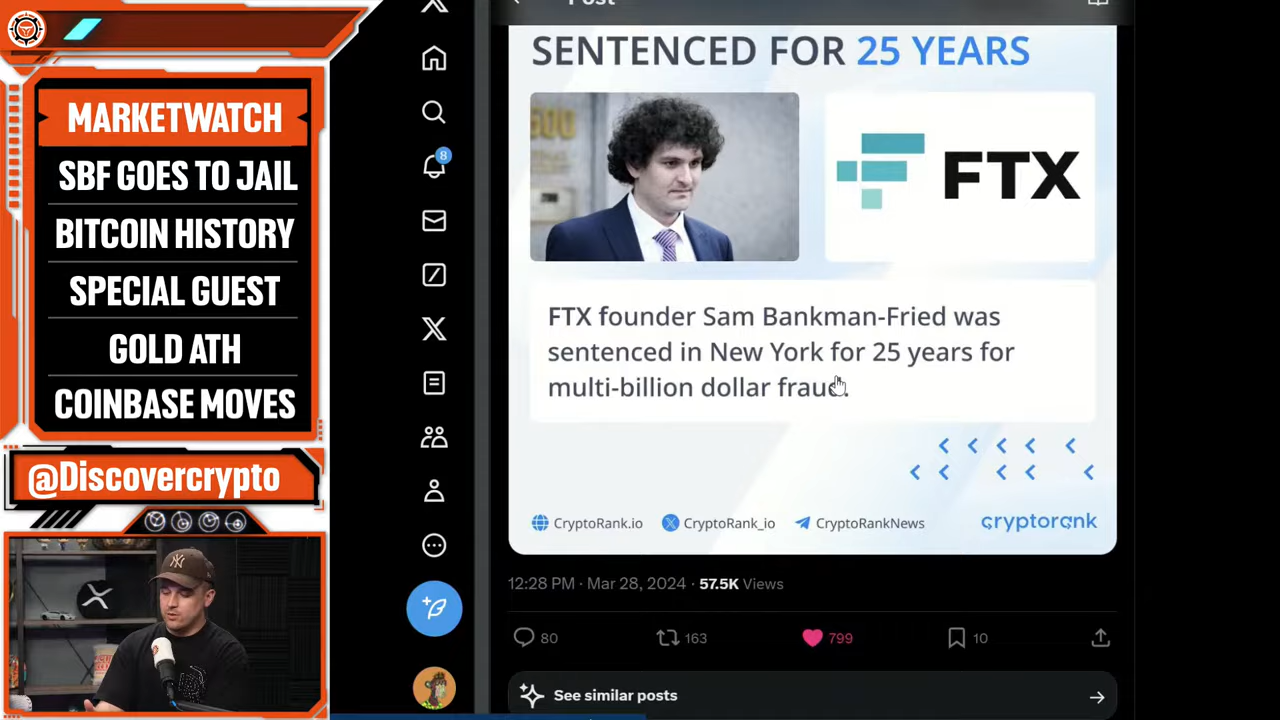 MARKETWATCH
SBF GOES TO JAIL
BITCOIN HISTORY
SPECIAL GUEST
GOLD ATH
COINBASE MOVES
@Discovercrypto
8
Post
SENTENCED FOR 25 YEARS
FTX
FTX founder Sam Bankman-Fried was
sentenced in New York for 25 years for
multi-billion dollar fraud.
CryptoRank.io CryptoRank_io CryptoRankNews cryptorank
12:28 PM · Mar 28, 2024 · 57.5K Views
80 163 799 10
See similar posts